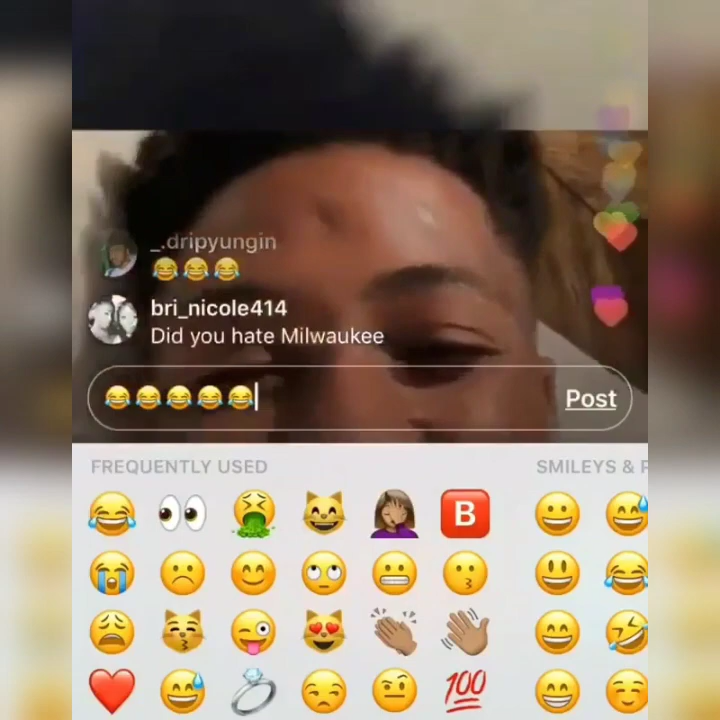 _.dripyungin
😂😂😂
bri_nicole414
Did you hate Milwaukee
😂😂😂😂😂
Post
FREQUENTLY USED
SMILEYS & P